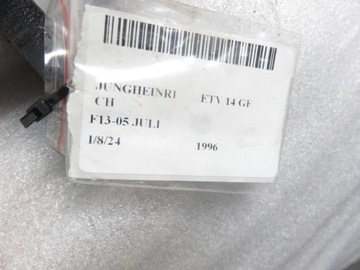 JUNGHEINRI ETV 14 GE
CH
F13-05 JULI
1/8/24 1996